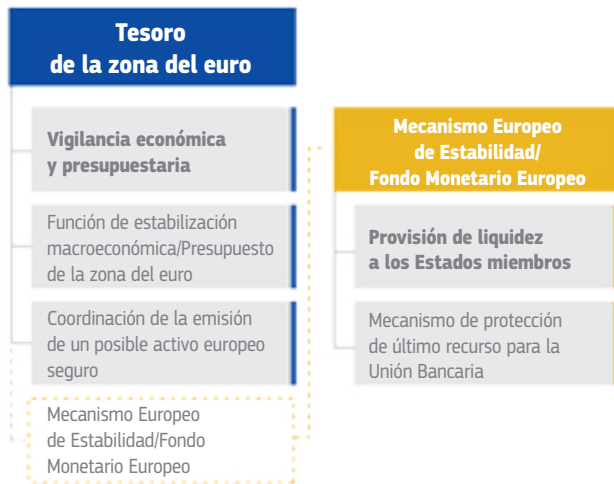 Tesoro
de la zona del euro
Vigilancia económica
y presupuestaria
Función de estabilización
macroeconómica/Presupuesto
de la zona del euro
Coordinación de la emisión
de un posible activo europeo
seguro
Mecanismo Europeo
de Estabilidad/Fondo
Monetario Europeo
Mecanismo Europeo
de Estabilidad/
Fondo Monetario Europeo
Provisión de liquidez
a los Estados miembros
Mecanismo de protección
de último recurso para la
Unión Bancaria